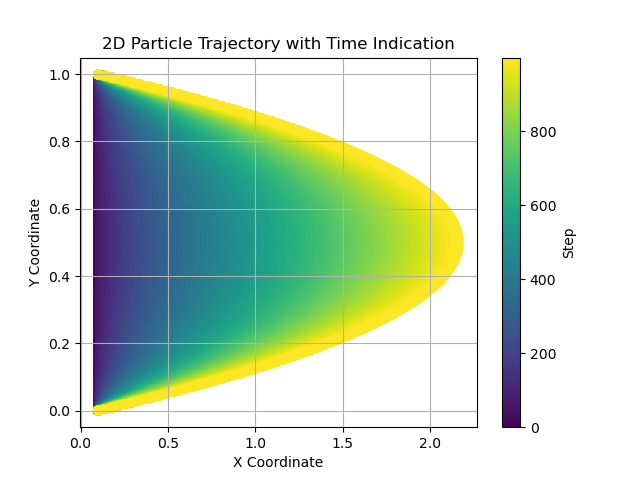 2D Particle Trajectory with Time Indication
1.0
0.8
0.6
0.4
0.2
0.0
Y Coordinate
0.0 0.5 1.0 1.5 2.0
X Coordinate
800
600
400
200
0
Step